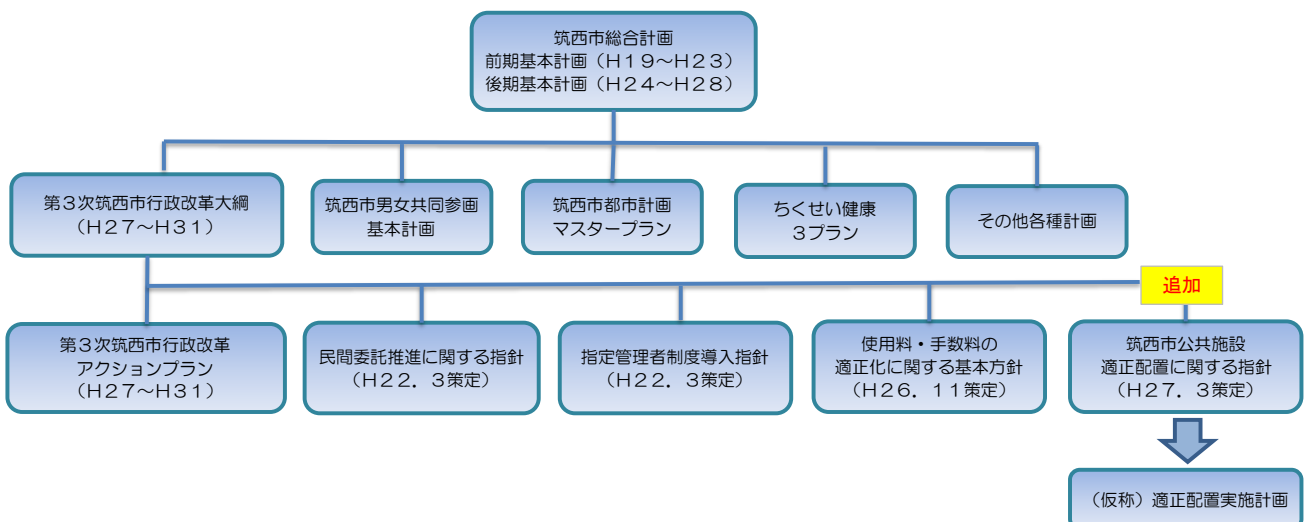 筑西市総合計画
前期基本計画（H１９～H２３）
後期基本計画（H２４～H２８）
第３次筑西市行政改革大綱
（H２７～H３１）
筑西市男女共同参画
基本計画
筑西市都市計画
マスタープラン
ちくせい健康
３プラン
その他各種計画
追加
第３次筑西市行政改革
アクションプラン
（H２７～H３１）
民間委託推進に関する指針
（H２２．３策定）
指定管理者制度導入指針
（H２２．３策定）
使用料・手数料の
適正化に関する基本方針
（H２６．１１策定）
筑西市公共施設
適正配置に関する指針
（H２７．３策定）
（仮称）適正配置実施計画